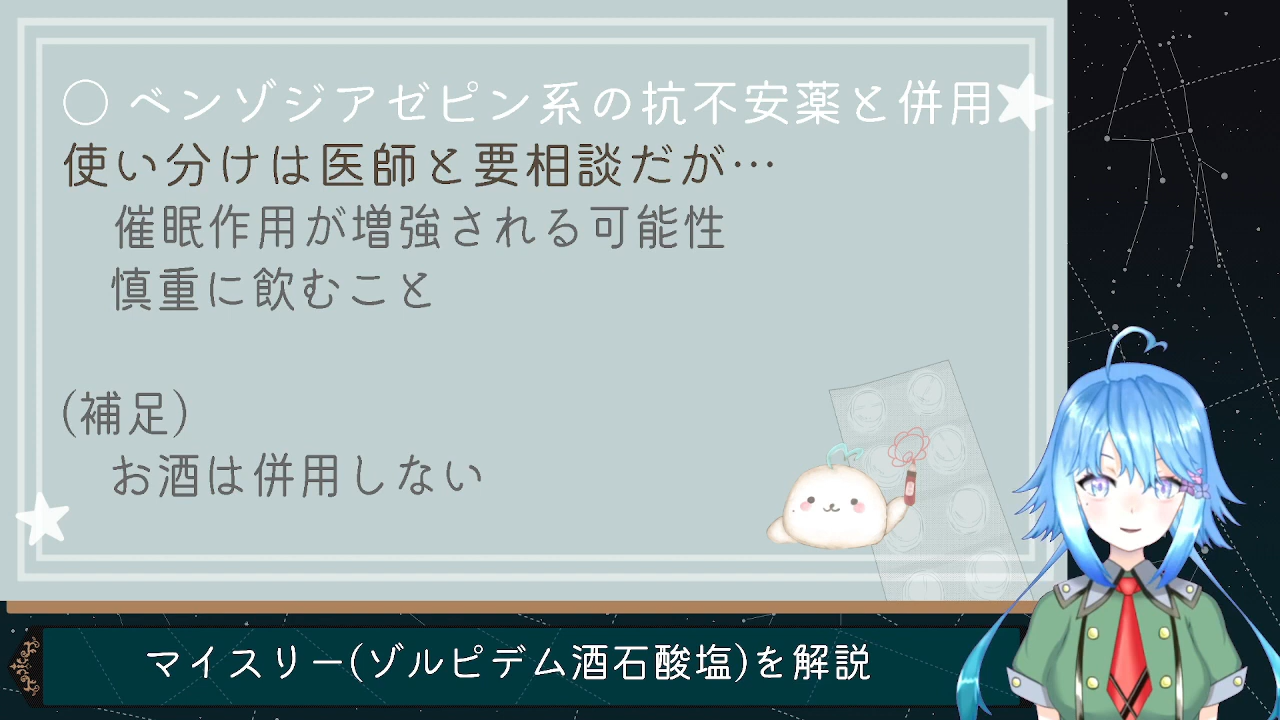 ○ ベンゾジアゼピン系の抗不安薬と併用
使い分けは医師と要相談だが…
催眠作用が増強される可能性
慎重に飲むこと
(補足)
お酒は併用しない
マイスリー(ゾルピデム酒石酸塩)を解説